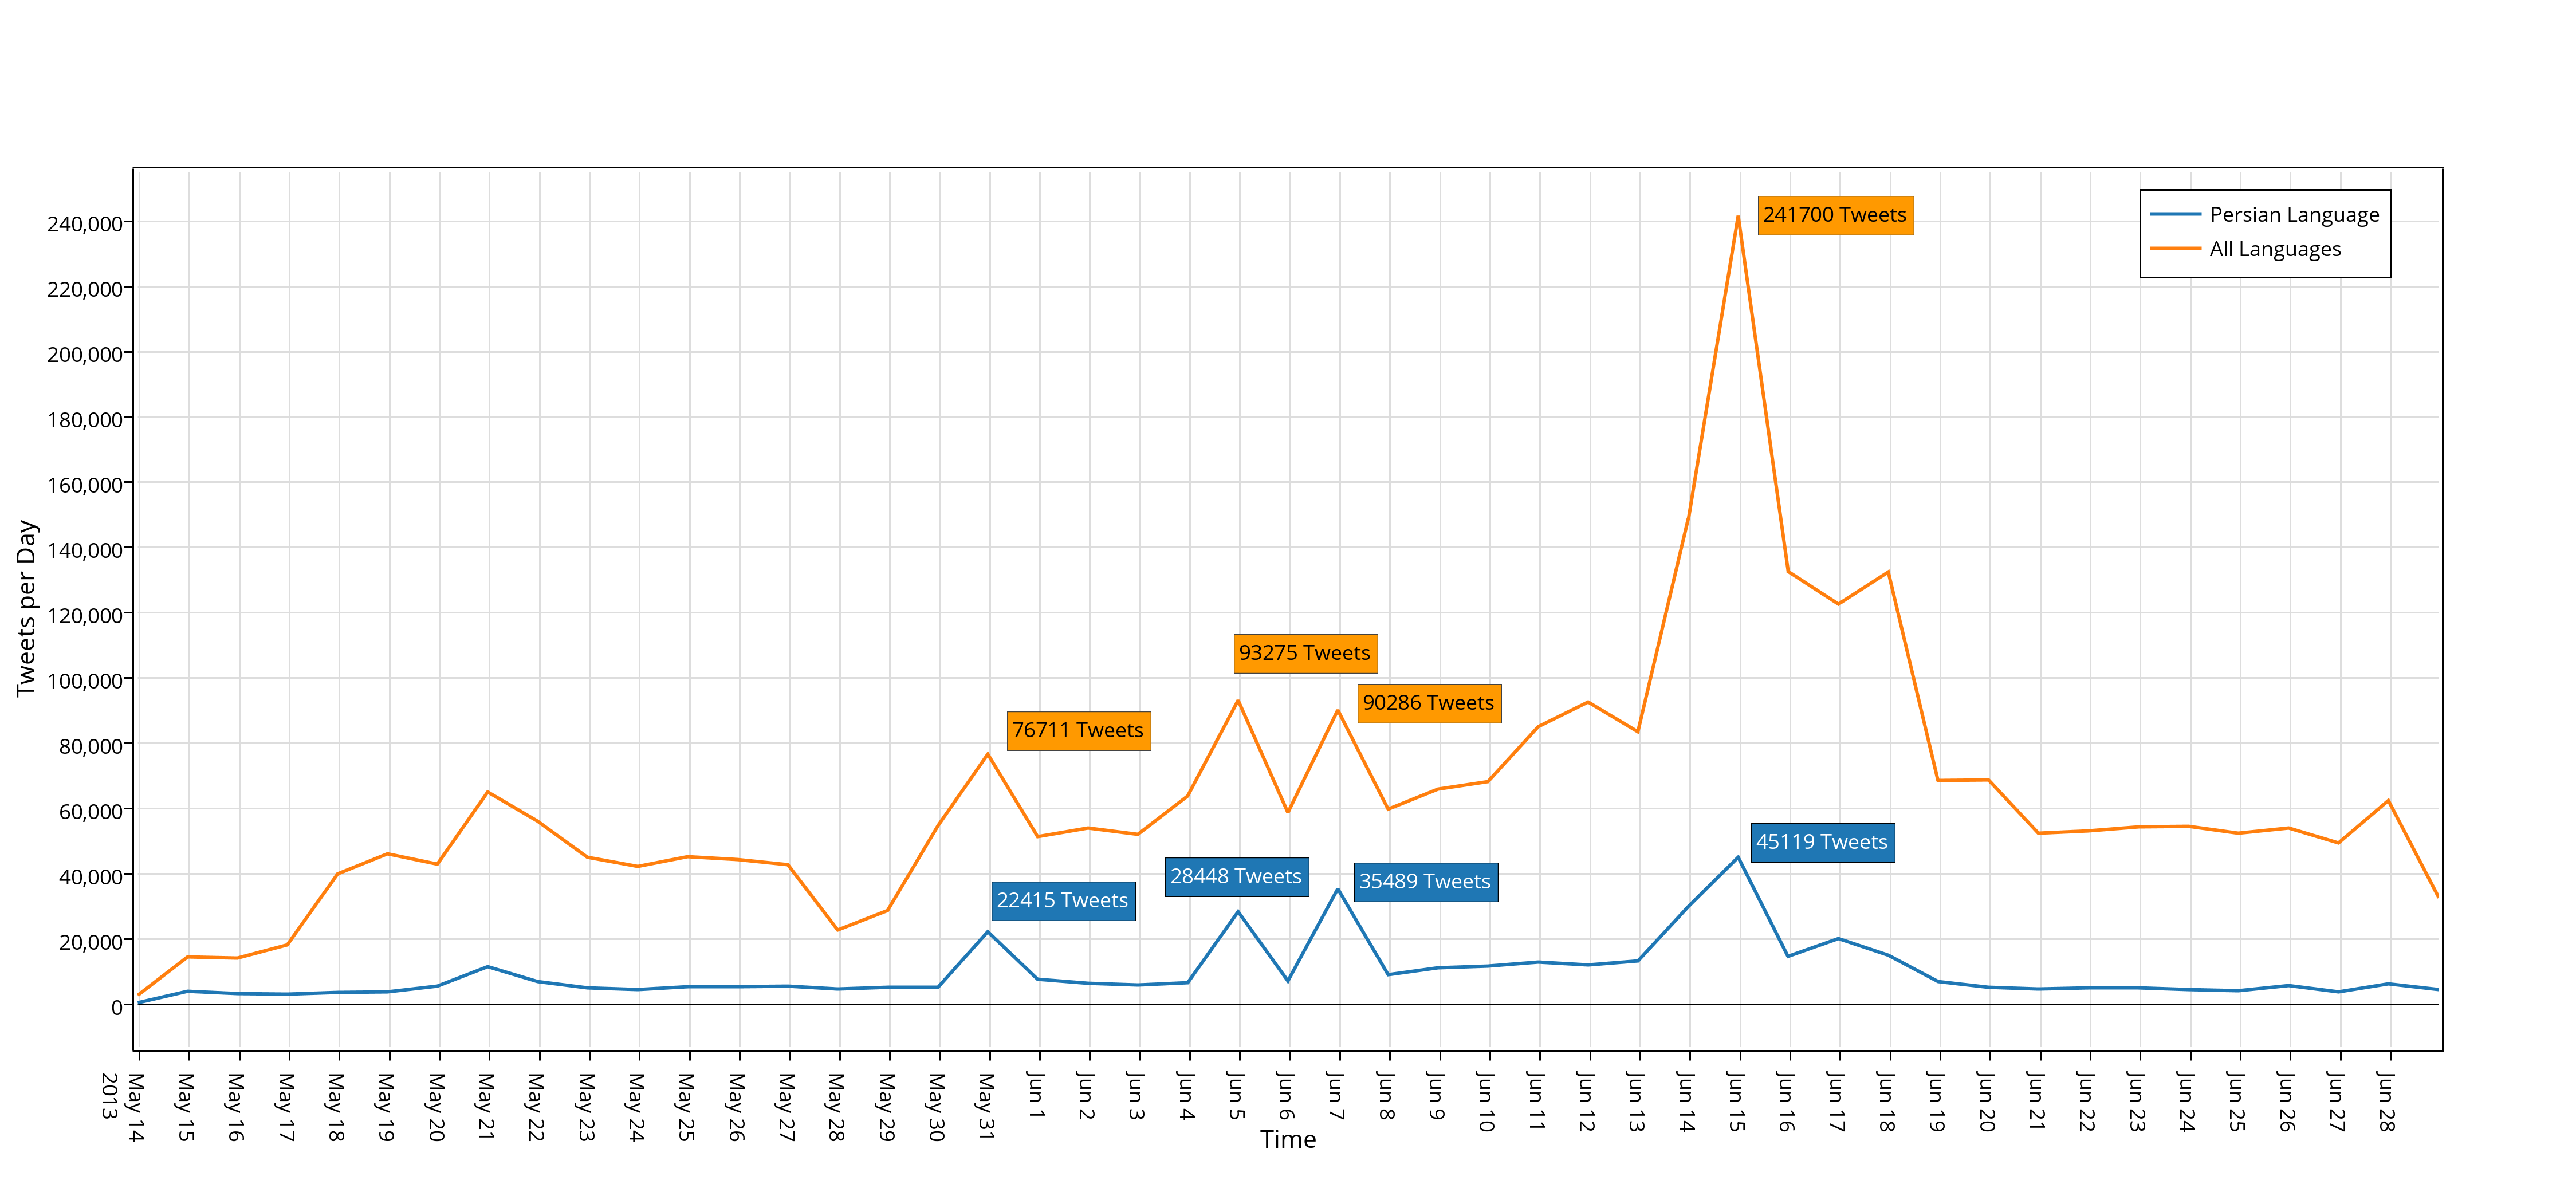 Persian Language
All Languages
241700 Tweets
93275 Tweets
90286 Tweets
76711 Tweets
45119 Tweets
28448 Tweets
35489 Tweets
22415 Tweets
Tweets per Day
240,000
220,000
200,000
180,000
160,000
140,000
120,000
100,000
80,000
60,000
40,000
20,000
0
May 14
2013
May 15
May 16
May 17
May 18
May 19
May 20
May 21
May 22
May 23
May 24
May 25
May 26
May 27
May 28
May 29
May 30
May 31
Jun 1
Jun 2
Jun 3
Jun 4
Jun 5
Jun 6
Jun 7
Jun 8
Jun 9
Jun 10
Jun 11
Jun 12
Jun 13
Jun 14
Jun 15
Jun 16
Jun 17
Jun 18
Jun 19
Jun 20
Jun 21
Jun 22
Jun 23
Jun 24
Jun 25
Jun 26
Jun 27
Jun 28
Time